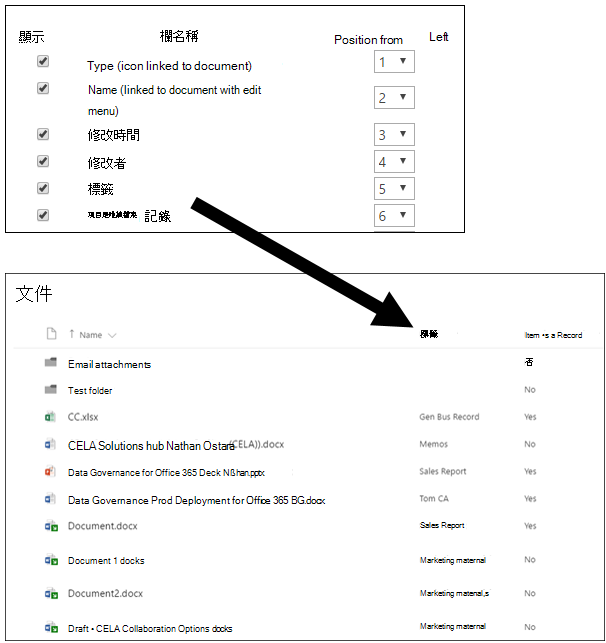 顯示 欄名稱 Position from Left
Type (icon linked to document) 1
Name (linked to document with edit
menu) 2
修改時間 3
修改者 4
標籤 5
記錄 6
文件
Name 標籤 Item •s a Record
Email attachments 否
Test folder No
CC.xlsx Gen Bus Record Yes
CELA Solutions hub Nathan Ostara (CELA)).docx Memos No
Data Governance for Office 365 Deck Nßhan.pptx Sales Report Yes
Data Governance Prod Deployment for Office 365 BG.docx Tom CA Yes
Document.docx Sales Report Yes
Document 1 docks Marketing maternal No
Document2.docx Marketing matenal,s No
Draft • CELA Collaboration Options docks Marketing maternal No